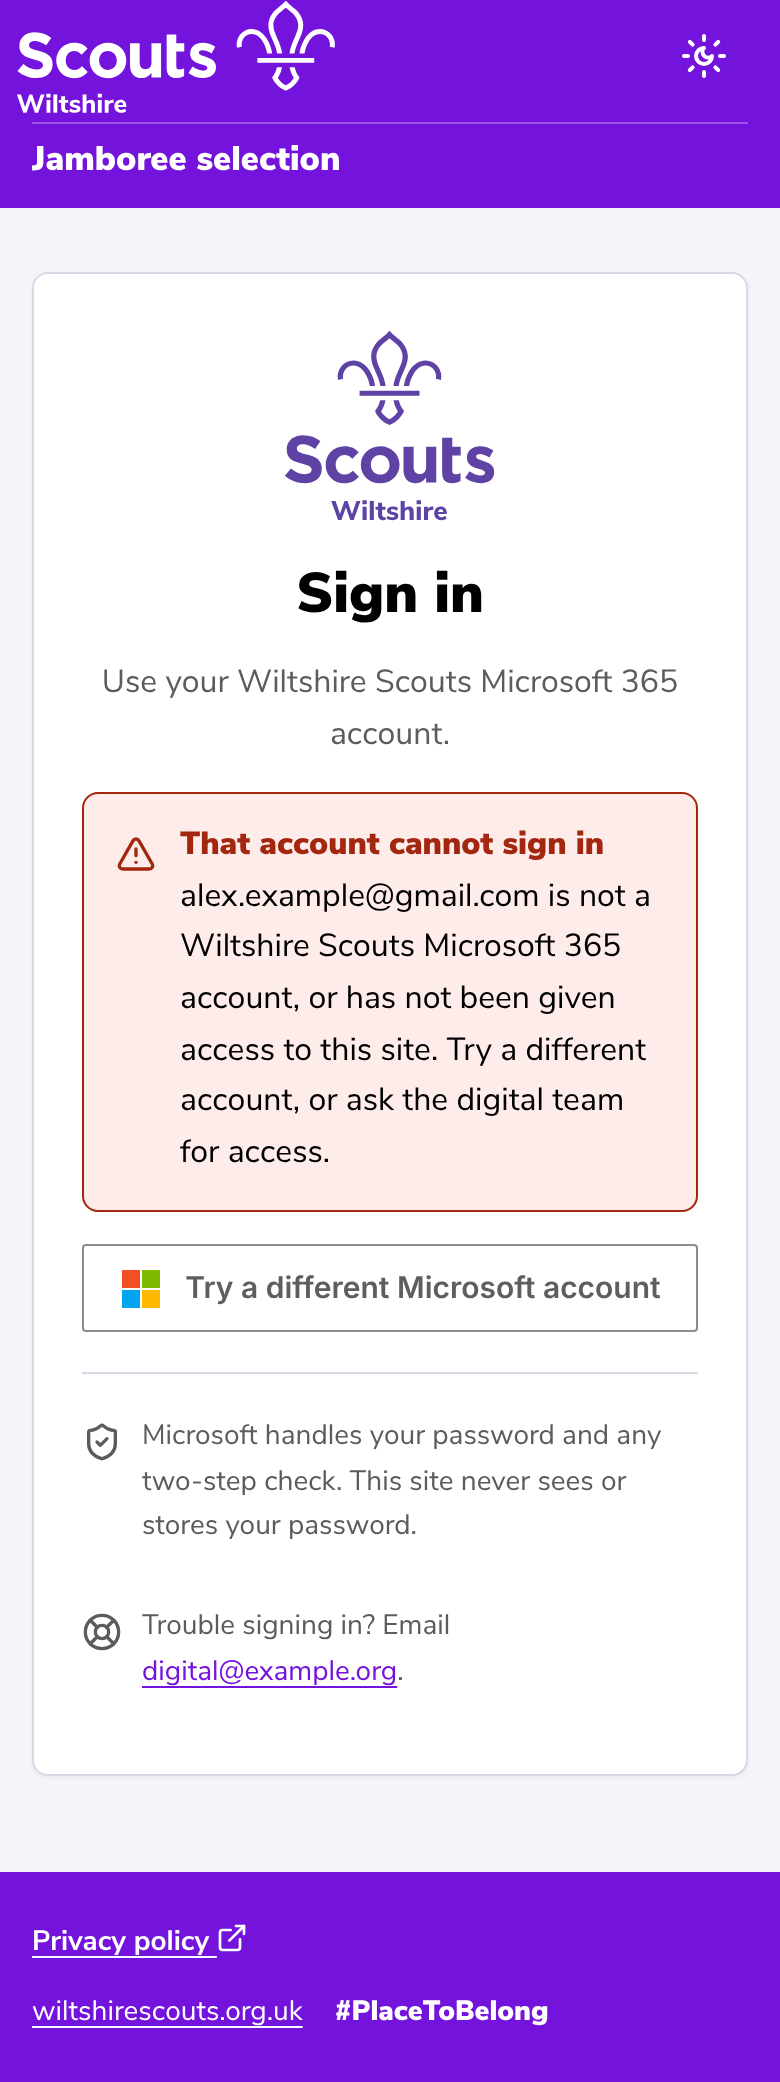 Scouts
Wiltshire
Jamboree selection
Scouts
Wiltshire
Sign in
Use your Wiltshire Scouts Microsoft 365
account.
That account cannot sign in
alex.example@gmail.com is not a
Wiltshire Scouts Microsoft 365
account, or has not been given
access to this site. Try a different
account, or ask the digital team
for access.
Try a different Microsoft account
Microsoft handles your password and any
two-step check. This site never sees or
stores your password.
Trouble signing in? Email
digital@example.org.
Privacy policy
wiltshirescouts.org.uk #PlaceToBelong